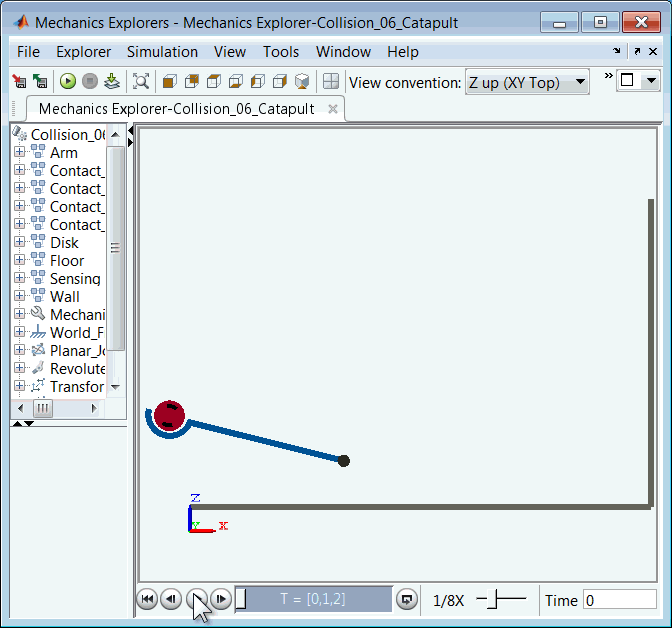 Mechanics Explorers - Mechanics Explorer-Collision_06_Catapult
File Explorer Simulation View Tools Window Help
View convention: Z up (XY Top) »
Mechanics Explorer-Collision_06_Catapult
Collision_06
Arm
Contact_
Contact_
Contact_
Contact_
Disk
Floor
Sensing
Wall
Mechani
World_F
Planar_Jo
Revolute
Transfor
Z
Y
X
T = [0,1,2]
1/8X
Time 0